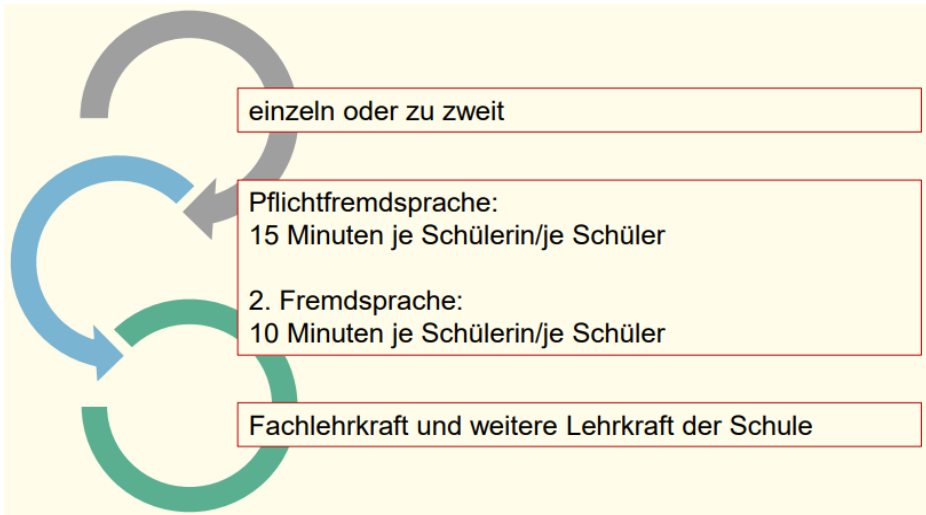 einzeln oder zu zweit
Pflichtfremdsprache:
15 Minuten je Schülerin/je Schüler
2. Fremdsprache:
10 Minuten je Schülerin/je Schüler
Fachlehrkraft und weitere Lehrkraft der Schule